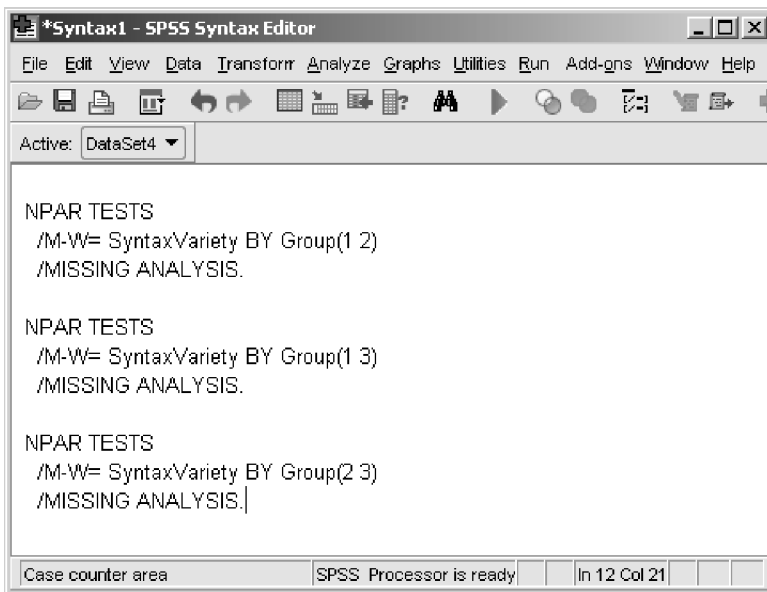 *Syntax1 - SPSS Syntax Editor
File Edit View Data Transforrr Analyze Graphs Utilities Run Add-ons Window Help
Active: DataSet4
NPAR TESTS
/M-W= SyntaxVariety BY Group(1 2)
/MISSING ANALYSIS.
NPAR TESTS
/M-W= SyntaxVariety BY Group(1 3)
/MISSING ANALYSIS.
NPAR TESTS
/M-W= SyntaxVariety BY Group(2 3)
/MISSING ANALYSIS.
Case counter area SPSS Processor is ready In 12 Col 21